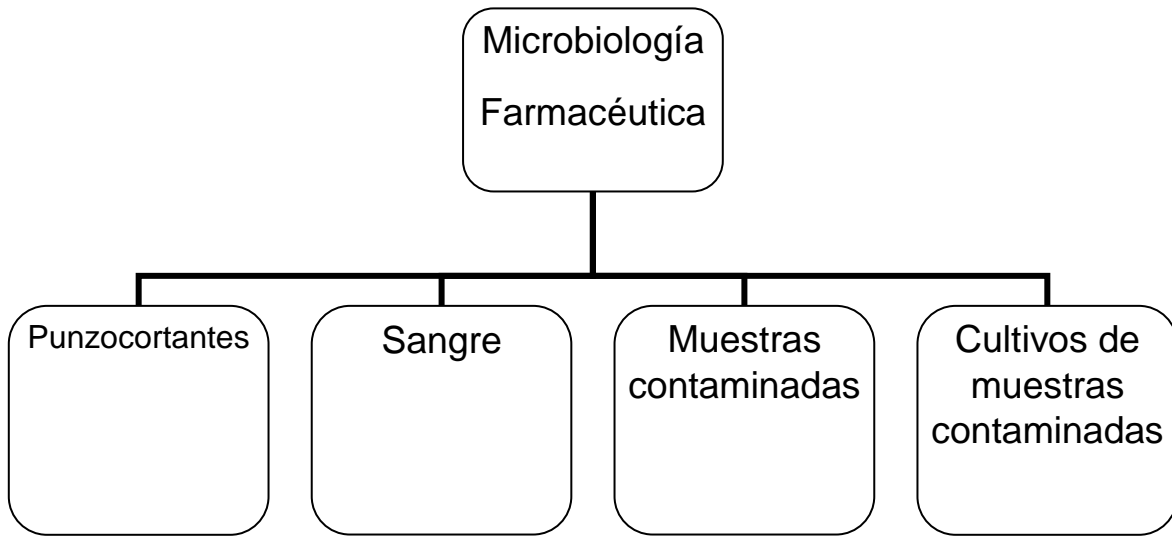 Microbiología
Farmacéutica
Punzocortantes
Sangre
Muestras
contaminadas
Cultivos de
muestras
contaminadas